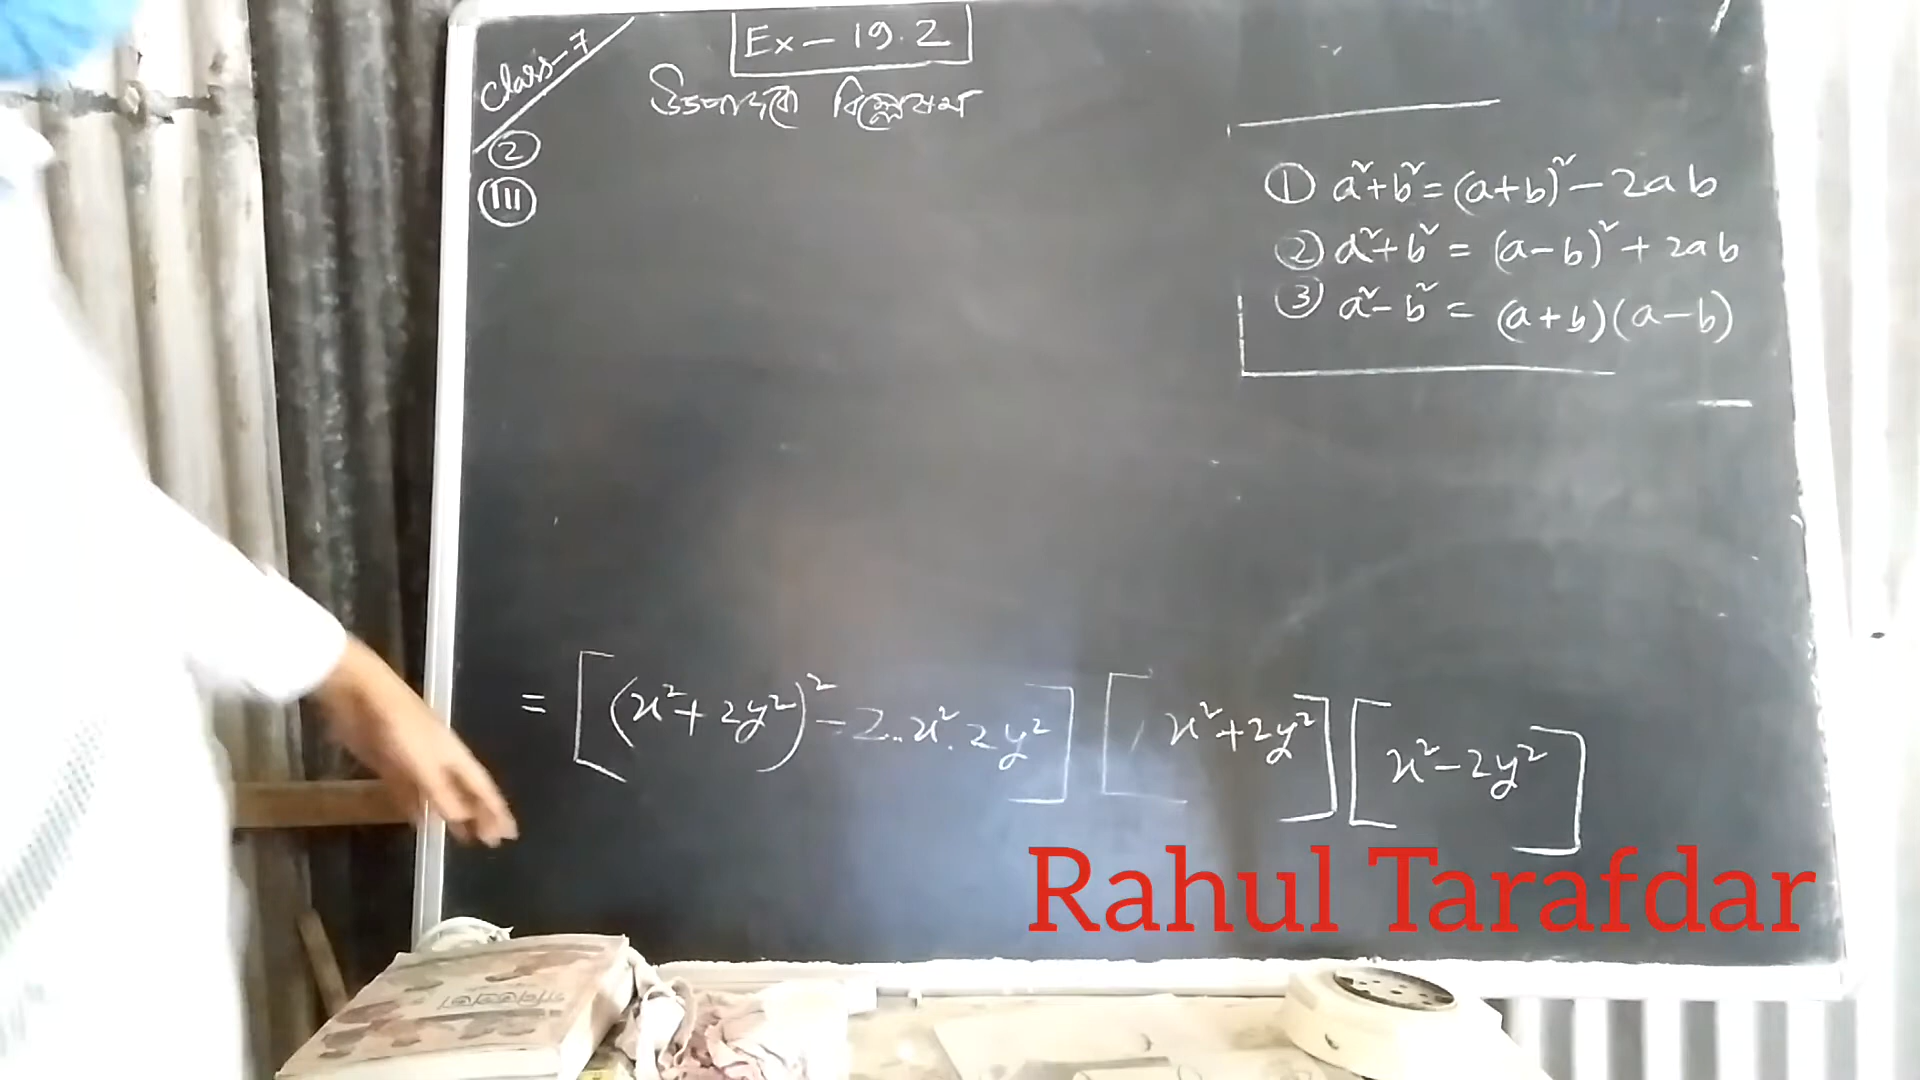 Class-7
Ex - 19.2
উৎপাদকে বিশ্লেষণ
②
III
① a²+b²=(a+b)²-2ab
② a²+b² = (a-b)²+2ab
③ a²-b² = (a+b)(a-b)
= [(x²+2y²)²-2.x².2y²] [x²+2y²] [x²-2y²]
Rahul Tarafdar